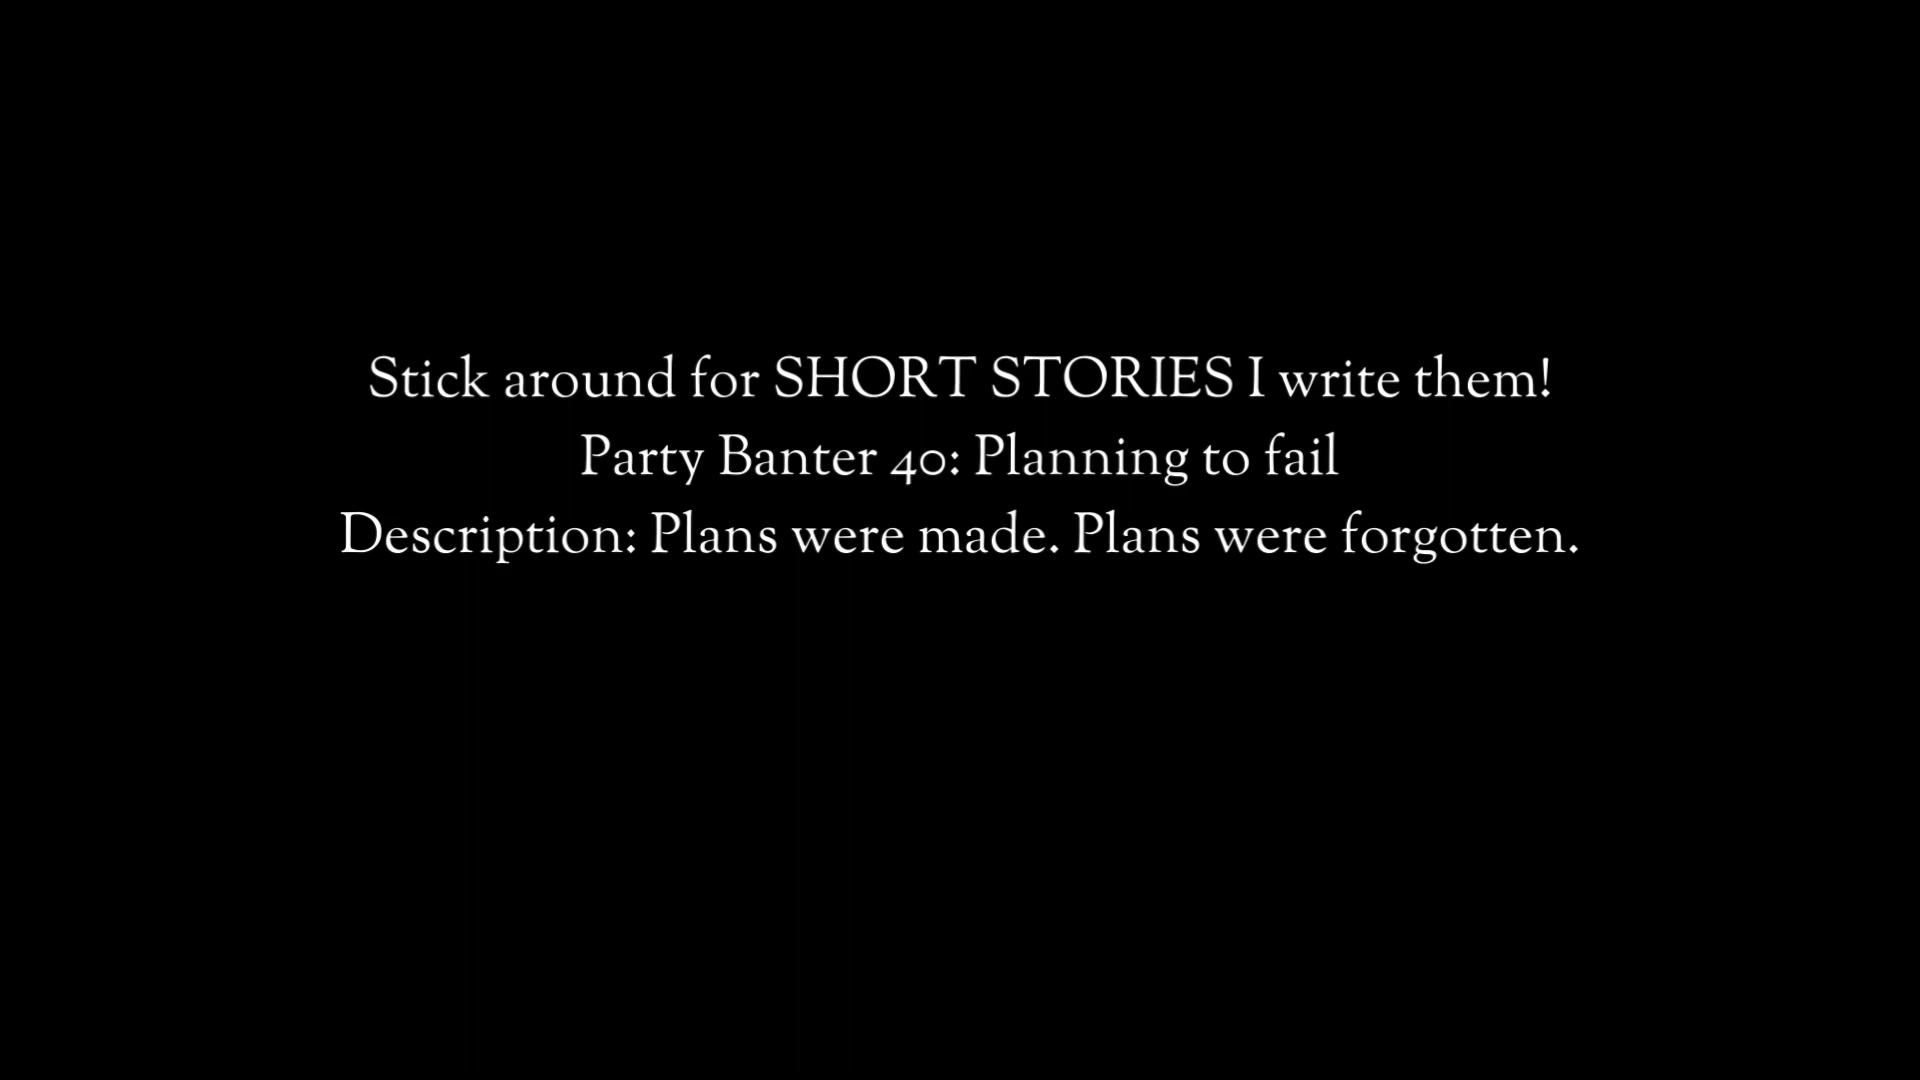 Stick around for SHORT STORIES I write them!
Party Banter 40: Planning to fail
Description: Plans were made. Plans were forgotten.